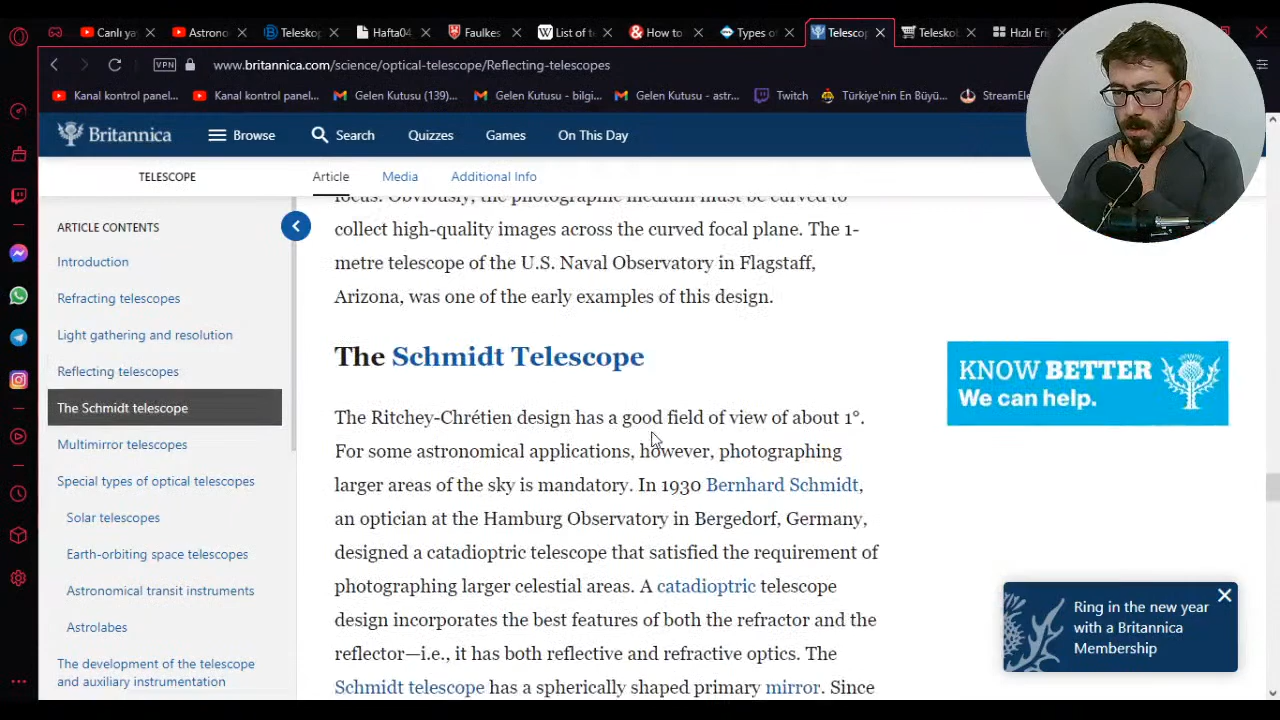 Canlı ya
Astrono
Teleskop
Hafta04
Faulkes
List of te
How to
Types of
Telescop
Teleskop
Hızlı Eriş
VPN
www.britannica.com/science/optical-telescope/Reflecting-telescopes
Kanal kontrol panel...
Kanal kontrol panel...
Gelen Kutusu (139)...
Gelen Kutusu - bilgi...
Gelen Kutusu - astr...
Twitch
Türkiye'nin En Büyü...
StreamEle
Britannica
Browse
Search
Quizzes
Games
On This Day
TELESCOPE
Article
Media
Additional Info
ARTICLE CONTENTS
Introduction
Refracting telescopes
Light gathering and resolution
Reflecting telescopes
The Schmidt telescope
Multimirror telescopes
Special types of optical telescopes
Solar telescopes
Earth-orbiting space telescopes
Astronomical transit instruments
Astrolabes
The development of the telescope
and auxiliary instrumentation
focus. Obviously, the photographic medium must be curved to
collect high-quality images across the curved focal plane. The 1-
metre telescope of the U.S. Naval Observatory in Flagstaff,
Arizona, was one of the early examples of this design.
The Schmidt Telescope
The Ritchey-Chrétien design has a good field of view of about 1°.
For some astronomical applications, however, photographing
larger areas of the sky is mandatory. In 1930 Bernhard Schmidt,
an optician at the Hamburg Observatory in Bergedorf, Germany,
designed a catadioptric telescope that satisfied the requirement of
photographing larger celestial areas. A catadioptric telescope
design incorporates the best features of both the refractor and the
reflector—i.e., it has both reflective and refractive optics. The
Schmidt telescope has a spherically shaped primary mirror. Since
KNOW BETTER
We can help.
Ring in the new year
with a Britannica
Membership